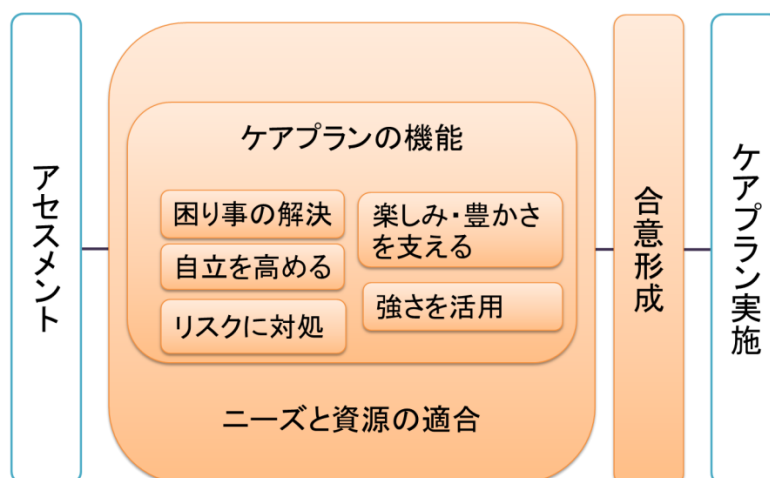 アセスメント
ケアプランの機能
困り事の解決
自立を高める
リスクに対処
楽しみ・豊かさ
を支える
強さを活用
ニーズと資源の適合
合意形成
ケアプラン実施